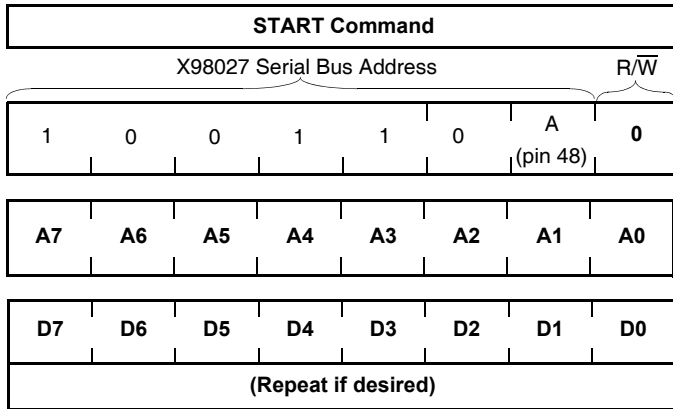 START Command
X98027 Serial Bus Address R/W̅
1 0 0 1 1 0 A (pin 48) 0
A7 A6 A5 A4 A3 A2 A1 A0
D7 D6 D5 D4 D3 D2 D1 D0
(Repeat if desired)